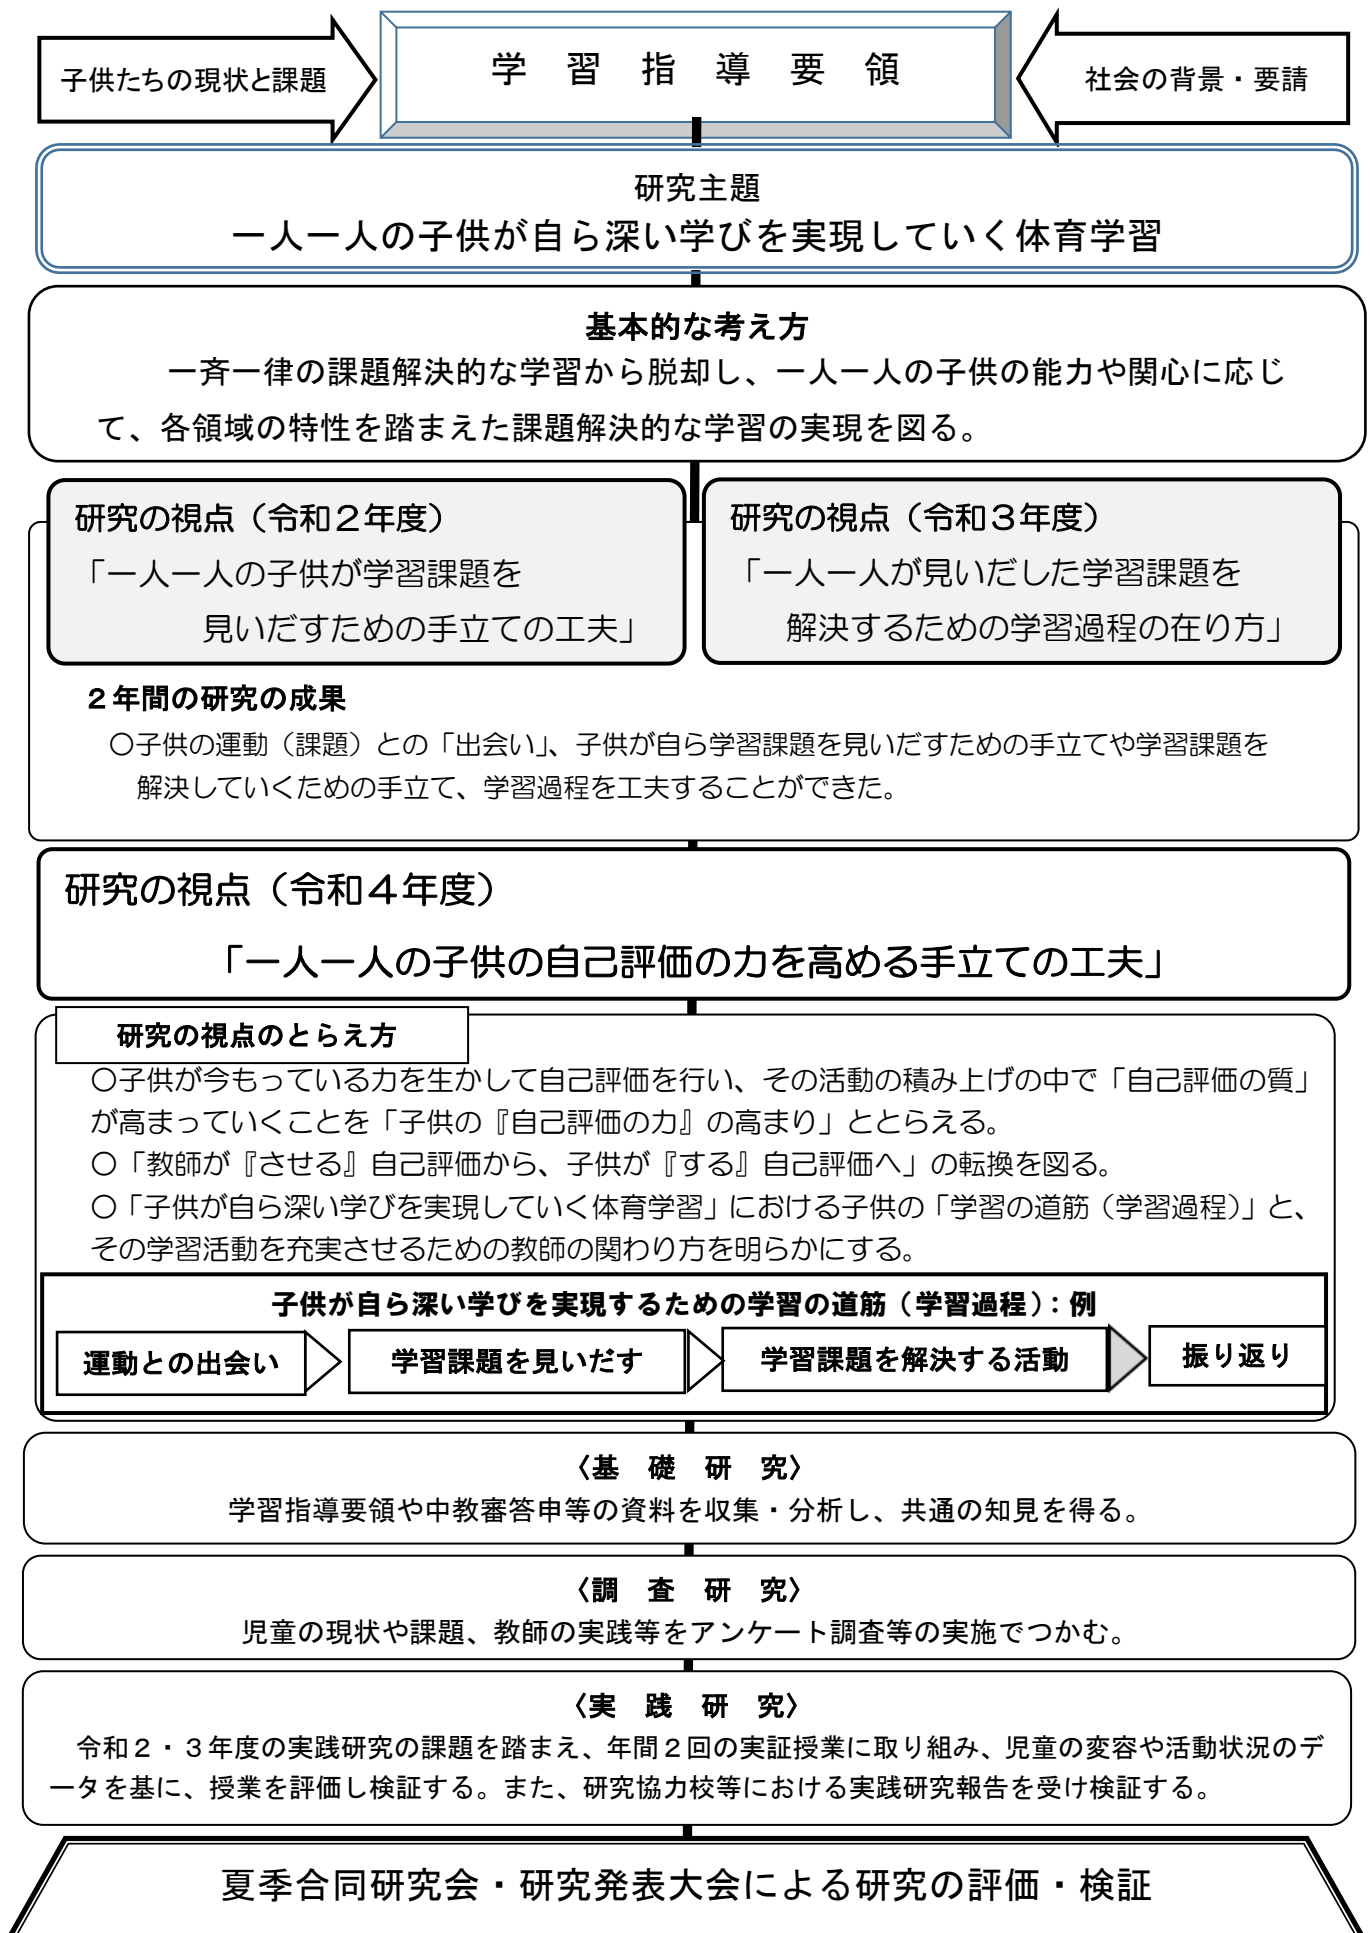 子供たちの現状と課題
学　習　指　導　要　領
社会の背景・要請
研究主題
一人一人の子供が自ら深い学びを実現していく体育学習
基本的な考え方
一斉一律の課題解決的な学習から脱却し、一人一人の子供の能力や関心に応じ
て、各領域の特性を踏まえた課題解決的な学習の実現を図る。
研究の視点（令和２年度）
「一人一人の子供が学習課題を
見いだすための手立ての工夫」
研究の視点（令和３年度）
「一人一人が見いだした学習課題を
解決するための学習過程の在り方」
２年間の研究の成果
〇子供の運動（課題）との「出会い」、子供が自ら学習課題を見いだすための手立てや学習課題を
解決していくための手立て、学習過程を工夫することができた。
研究の視点（令和４年度）
「一人一人の子供の自己評価の力を高める手立ての工夫」
研究の視点のとらえ方
〇子供が今もっている力を生かして自己評価を行い、その活動の積み上げの中で「自己評価の質」
が高まっていくことを「子供の『自己評価の力』の高まり」ととらえる。
〇「教師が『させる』自己評価から、子供が『する』自己評価へ」の転換を図る。
〇「子供が自ら深い学びを実現していく体育学習」における子供の「学習の道筋（学習過程）」と、
その学習活動を充実させるための教師の関わり方を明らかにする。
子供が自ら深い学びを実現するための学習の道筋（学習過程）：例
運動との出会い
学習課題を見いだす
学習課題を解決する活動
振り返り
〈基　礎　研　究〉
学習指導要領や中教審答申等の資料を収集・分析し、共通の知見を得る。
〈調　査　研　究〉
児童の現状や課題、教師の実践等をアンケート調査等の実施でつかむ。
〈実　践　研　究〉
令和２・３年度の実践研究の課題を踏まえ、年間２回の実証授業に取り組み、児童の変容や活動状況のデ
ータを基に、授業を評価し検証する。また、研究協力校等における実践研究報告を受け検証する。
夏季合同研究会・研究発表大会による研究の評価・検証